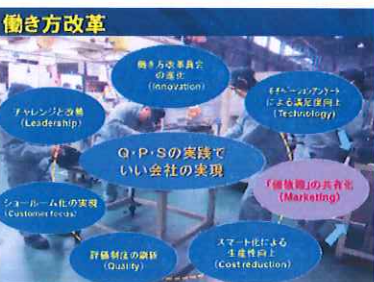 働き方改革
働き方改革委員会
の進化
(Innovation)
モチベーションアンケート
による満足度向上
(Technology)
チャレンジと改善
(Leadership)
Q・P・Sの実践で
いい会社の実現
「価値観」の共有化
(Marketing)
ショールーム化の実現
(Customer focus)
評価制度の刷新
(Quality)
スマート化による
生産性向上
(Cost reduction)